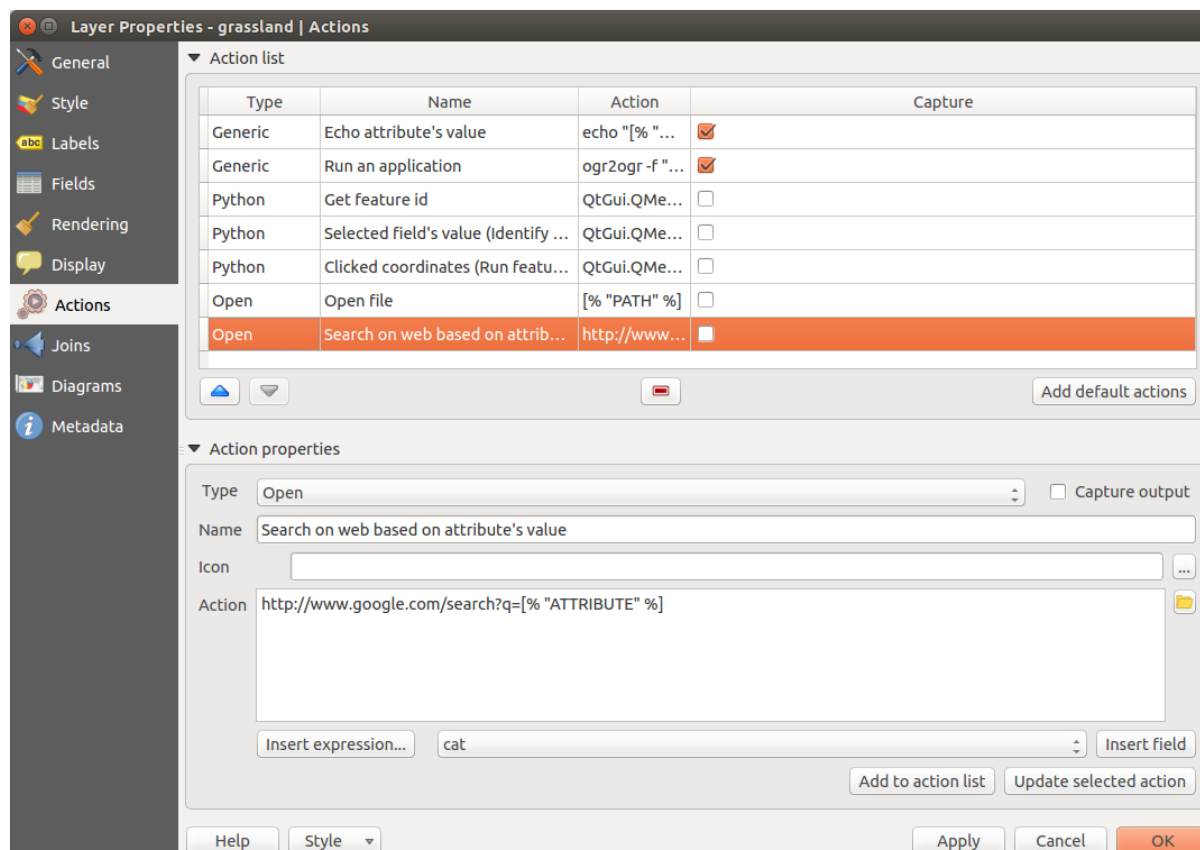 Layer Properties - grassland | Actions
General
Style
abc Labels
Fields
Rendering
Display
Actions
Joins
Diagrams
Metadata
Action list
Type Name Action Capture
Generic Echo attribute's value echo "[% "...
Generic Run an application ogr2ogr -f "...
Python Get feature id QtGui.QMe...
Python Selected field's value (Identify ... QtGui.QMe...
Python Clicked coordinates (Run featu... QtGui.QMe...
Open Open file [% "PATH" %]
Open Search on web based on attrib... http://www...
Add default actions
Action properties
Type Open Capture output
Name Search on web based on attribute's value
Icon ...
Action http://www.google.com/search?q=[% "ATTRIBUTE" %]
Insert expression... cat Insert field
Add to action list Update selected action
Help Style Apply Cancel OK